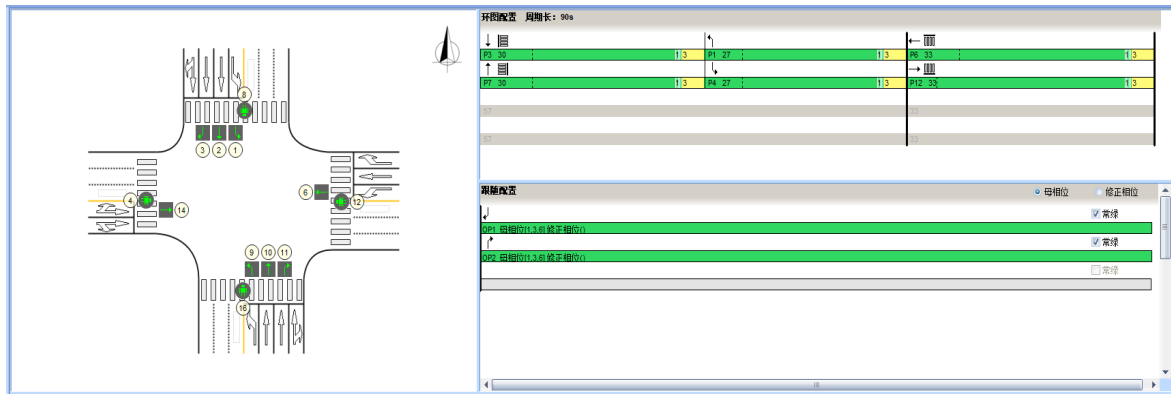 环图配置 周期长：90s
P3 30 1 3 P1 27 1 3 P6 33 1 3
P7 30 1 3 P4 27 1 3 P12 33 1 3
57 33
57 33
跟随配置 母相位 修正相位
常绿
OP1 母相位[1,3,6] 修正相位()
常绿
OP2 母相位[1,3,6] 修正相位()
常绿
8
3 2 1
4 14 6 12
9 10 11
16